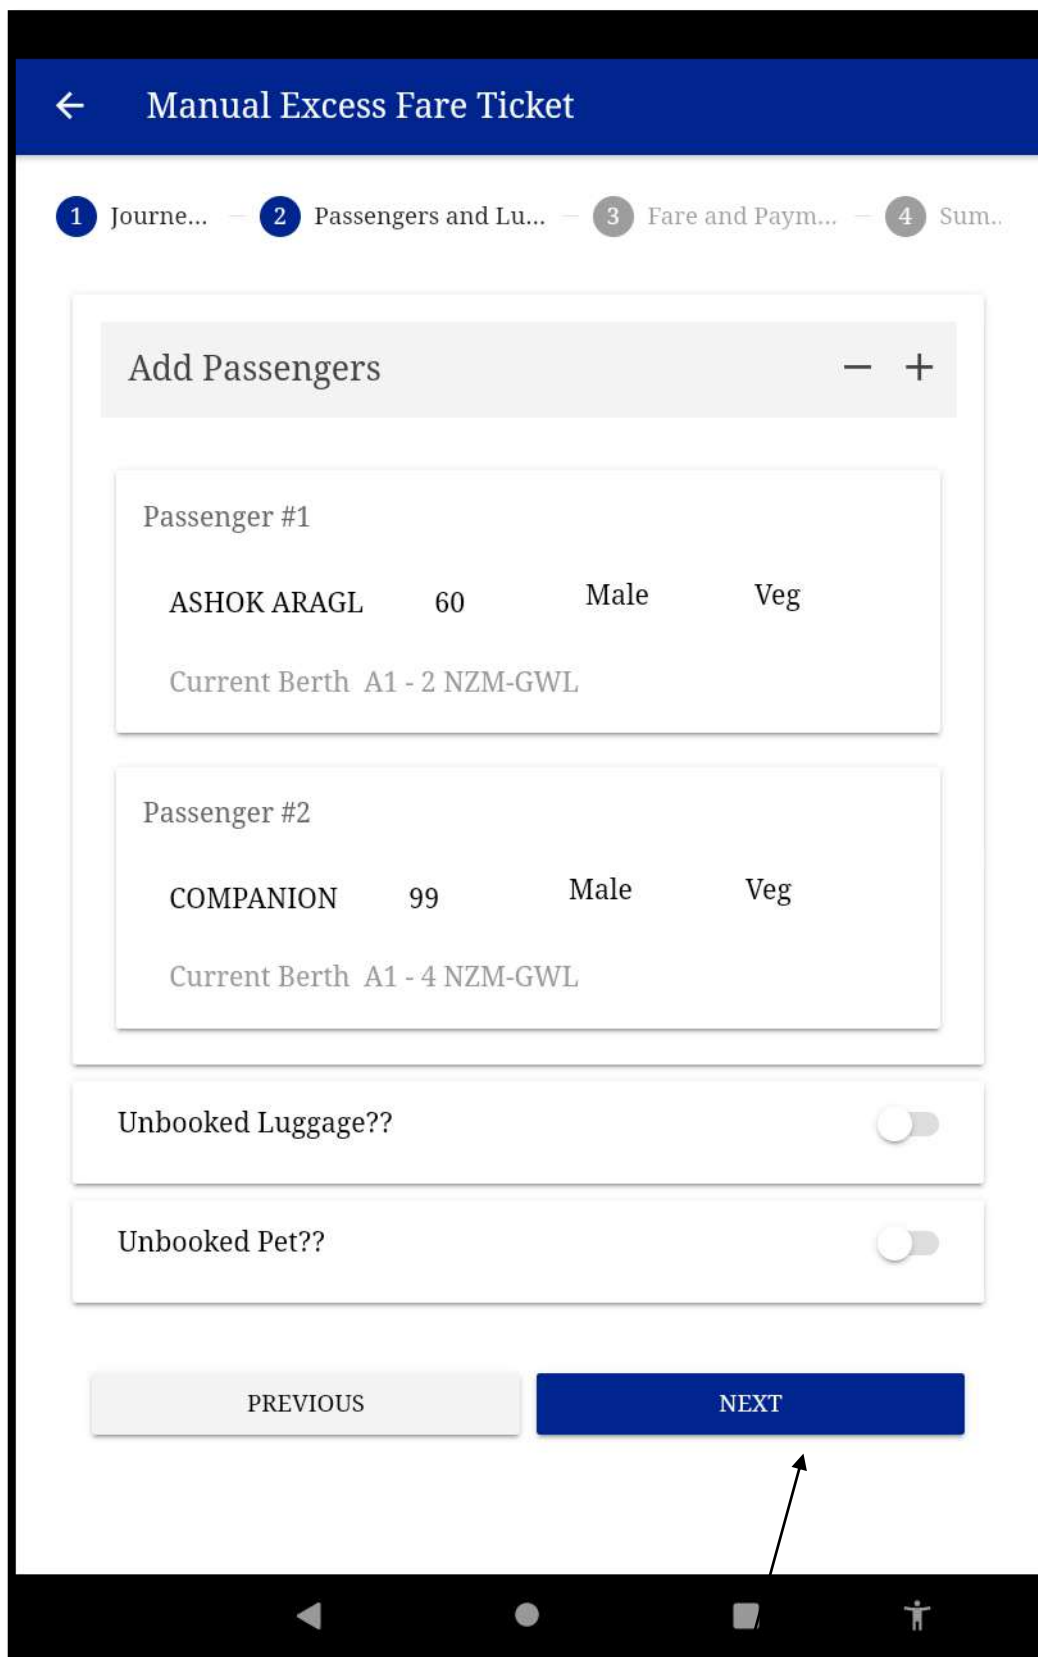 Manual Excess Fare Ticket
1 Journe... 2 Passengers and Lu... 3 Fare and Paym... 4 Sum..
Add Passengers
Passenger #1
ASHOK ARAGL 60 Male Veg
Current Berth A1 - 2 NZM-GWL
Passenger #2
COMPANION 99 Male Veg
Current Berth A1 - 4 NZM-GWL
Unbooked Luggage??
Unbooked Pet??
PREVIOUS NEXT